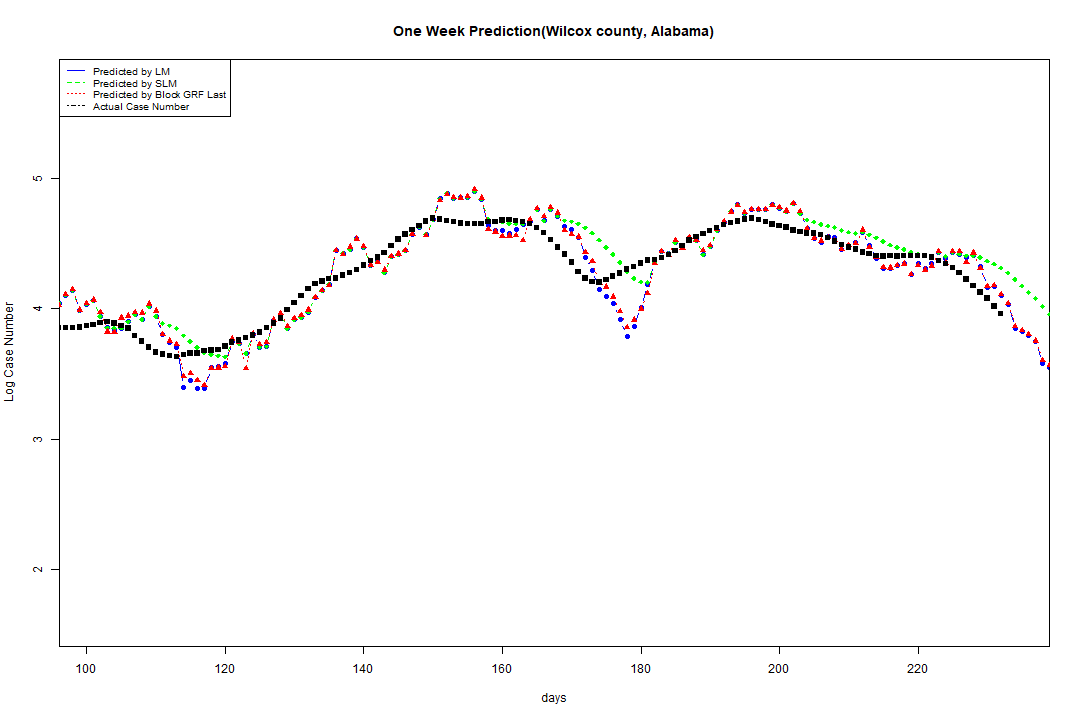 One Week Prediction(Wilcox county, Alabama)
Predicted by LM
Predicted by SLM
Predicted by Block GRF Last
Actual Case Number
5
4
3
2
Log Case Number
100 120 140 160 180 200 220
days